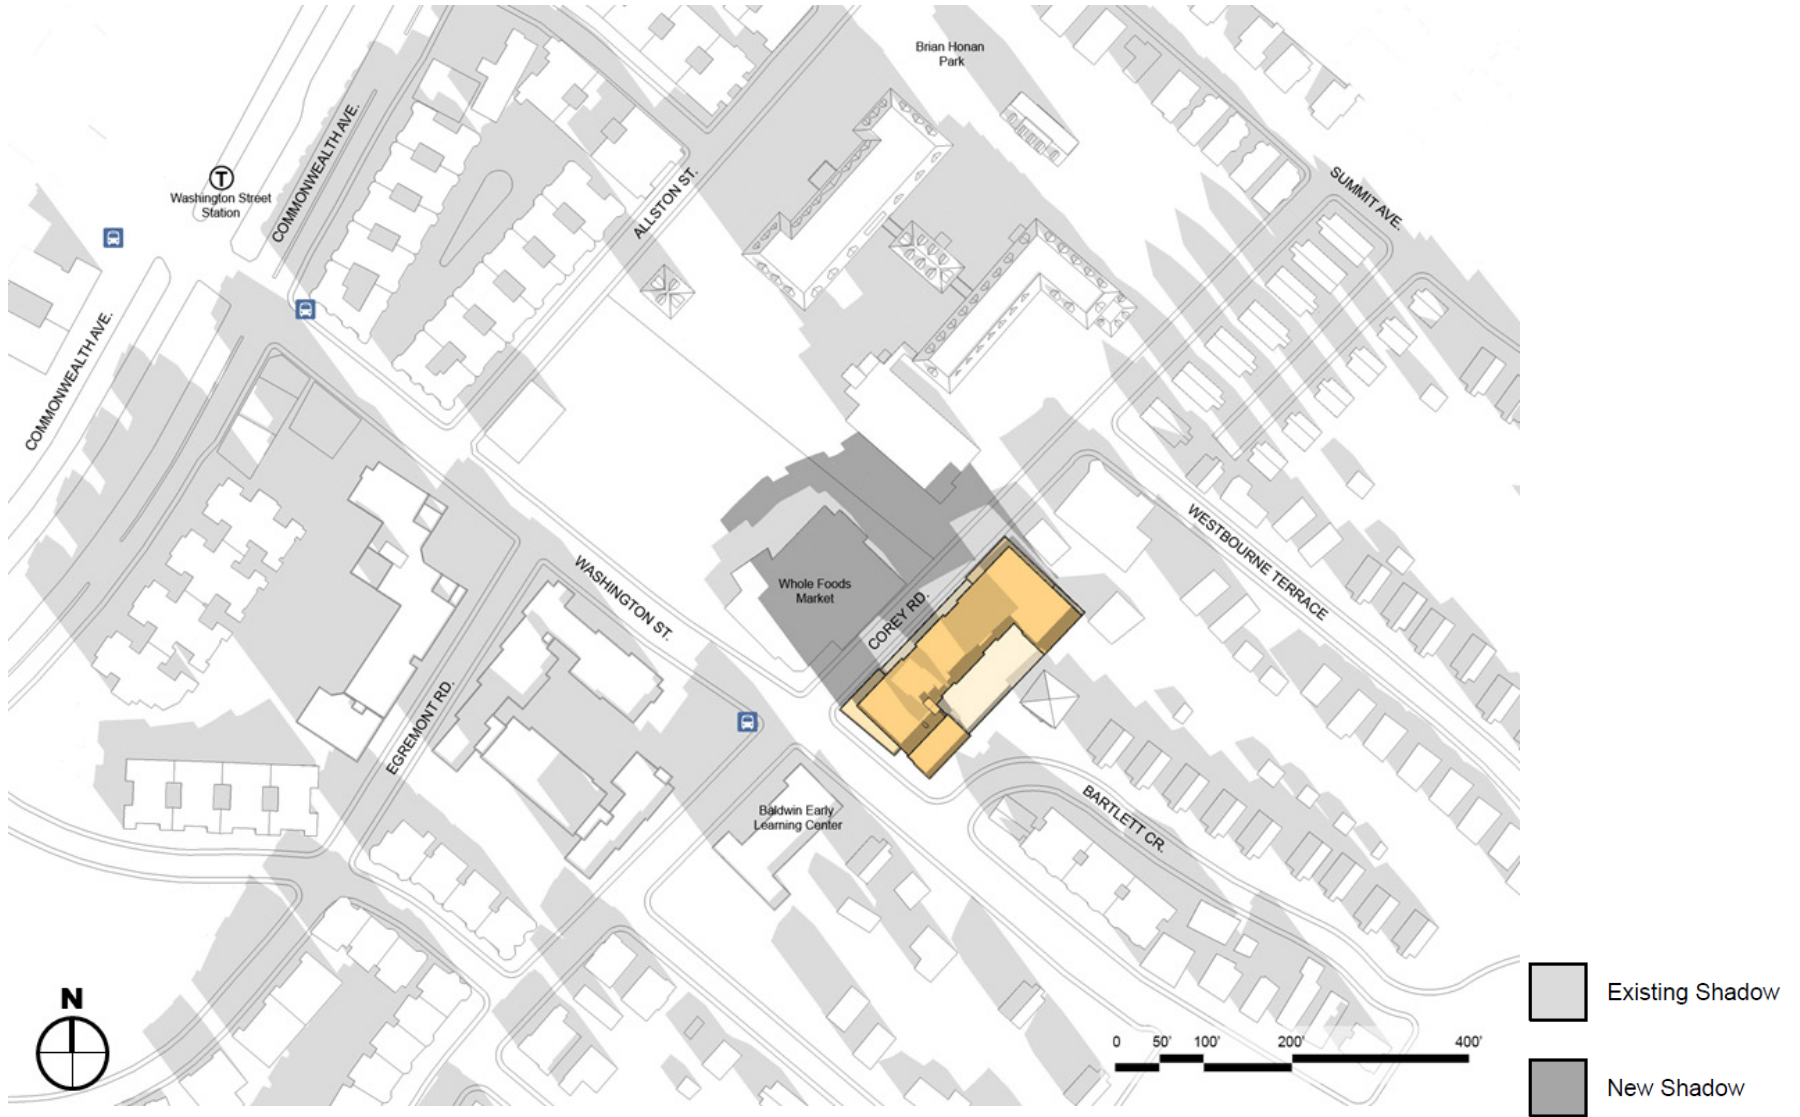 Brian Honan
Park
COMMONWEALTH AVE.
T
Washington Street
Station
ALLSTON ST.
SUMMIT AVE.
COMMONWEALTH AVE.
WESTBOURNE TERRACE
WASHINGTON ST.
Whole Foods
Market
COREY RD.
EGREMONT RD.
BARTLETT CR.
Baldwin Early
Learning Center
N
0 50' 100' 200' 400'
Existing Shadow
New Shadow